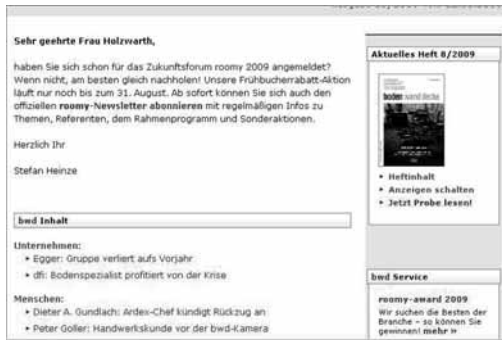 Sehr geehrte Frau Holzwarth,
haben Sie sich schon für das Zukunftsforum roomy 2009 angemeldet?
Wenn nicht, am besten gleich nachholen! Unsere Frühbucherrabatt-Aktion
läuft nur noch bis zum 31. August. Ab sofort können Sie sich auch den
offiziellen roomy-Newsletter abonnieren mit regelmäßigen Infos zu
Themen, Referenten, dem Rahmenprogramm und Sonderaktionen.
Herzlich Ihr
Stefan Heinze
bwd Inhalt
Unternehmen:
‣ Egger: Gruppe verliert aufs Vorjahr
‣ dfi: Bodenspezialist profitiert von der Krise
Menschen:
‣ Dieter A. Gundlach: Ardex-Chef kündigt Rückzug an
‣ Peter Goller: Handwerkskunde vor der bwd-Kamera
Aktuelles Heft 8/2009
boden wand decke
‣ Heftinhalt
‣ Anzeigen schalten
‣ Jetzt Probe lesen!
bwd Service
roomy-award 2009
Wir suchen die Besten der
Branche – so können Sie
gewinnen! mehr »